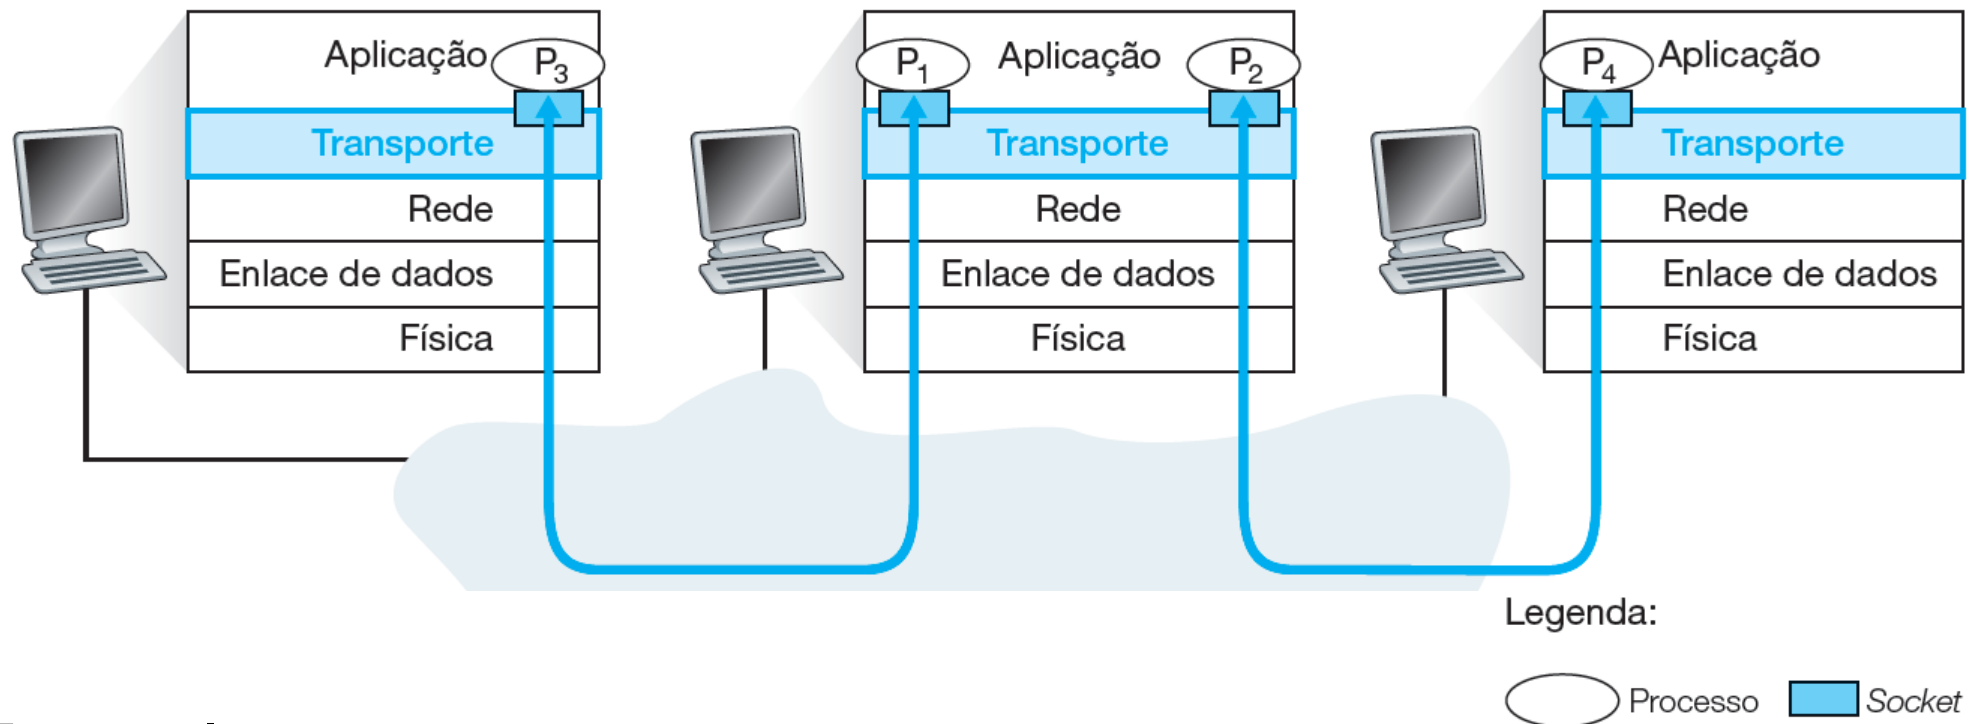 Aplicação P3
Transporte
Rede
Enlace de dados
Física
P1 Aplicação P2
Transporte
Rede
Enlace de dados
Física
P4 Aplicação
Transporte
Rede
Enlace de dados
Física
Legenda:
Processo Socket